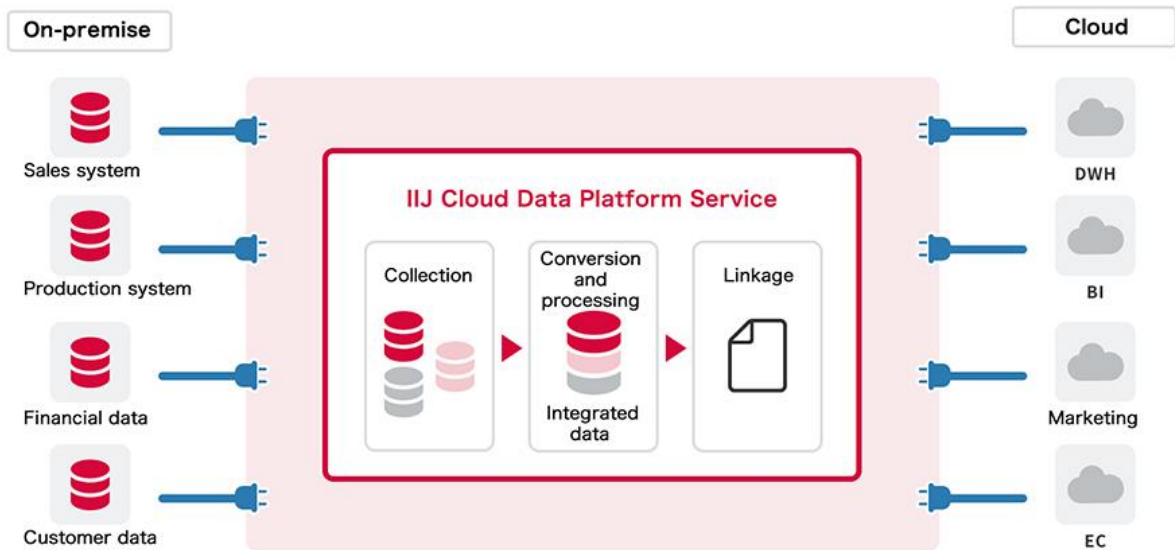 On-premise
Cloud
Sales system
Production system
Financial data
Customer data
IIJ Cloud Data Platform Service
Collection
Conversion
and
processing
Integrated
data
Linkage
DWH
BI
Marketing
EC